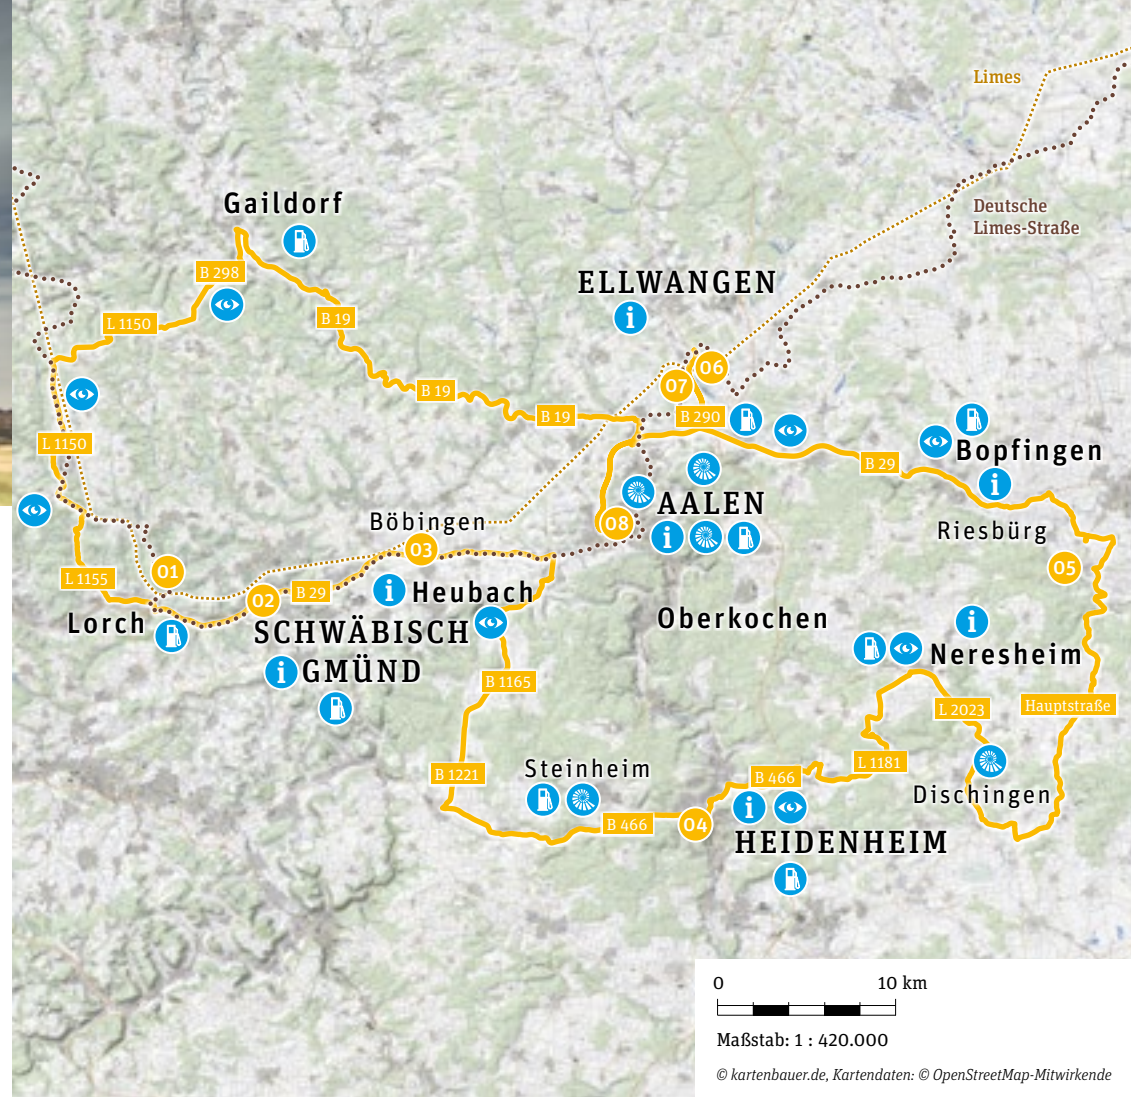 Limes
Gaildorf
Deutsche
Limes-Straße
B 298
ELLWANGEN
i
L 1150
B 19
06
07
B 19
B 19
B 290
L 1150
Bopfingen
B 29
i
AALEN
Böbingen
08
i
Riesbürg
03
01
05
L 1155
02
B 29
i
Heubach
Lorch
SCHWÄBISCH
GMÜND
i
Oberkochen
i
Neresheim
B 1165
L 2023
Hauptstraße
B 1221
Steinheim
L 1181
B 466
Dischingen
i
B 466
04
HEIDENHEIM
0 10 km
Maßstab: 1 : 420.000
© kartenbauer.de, Kartendaten: © OpenStreetMap-Mitwirkende